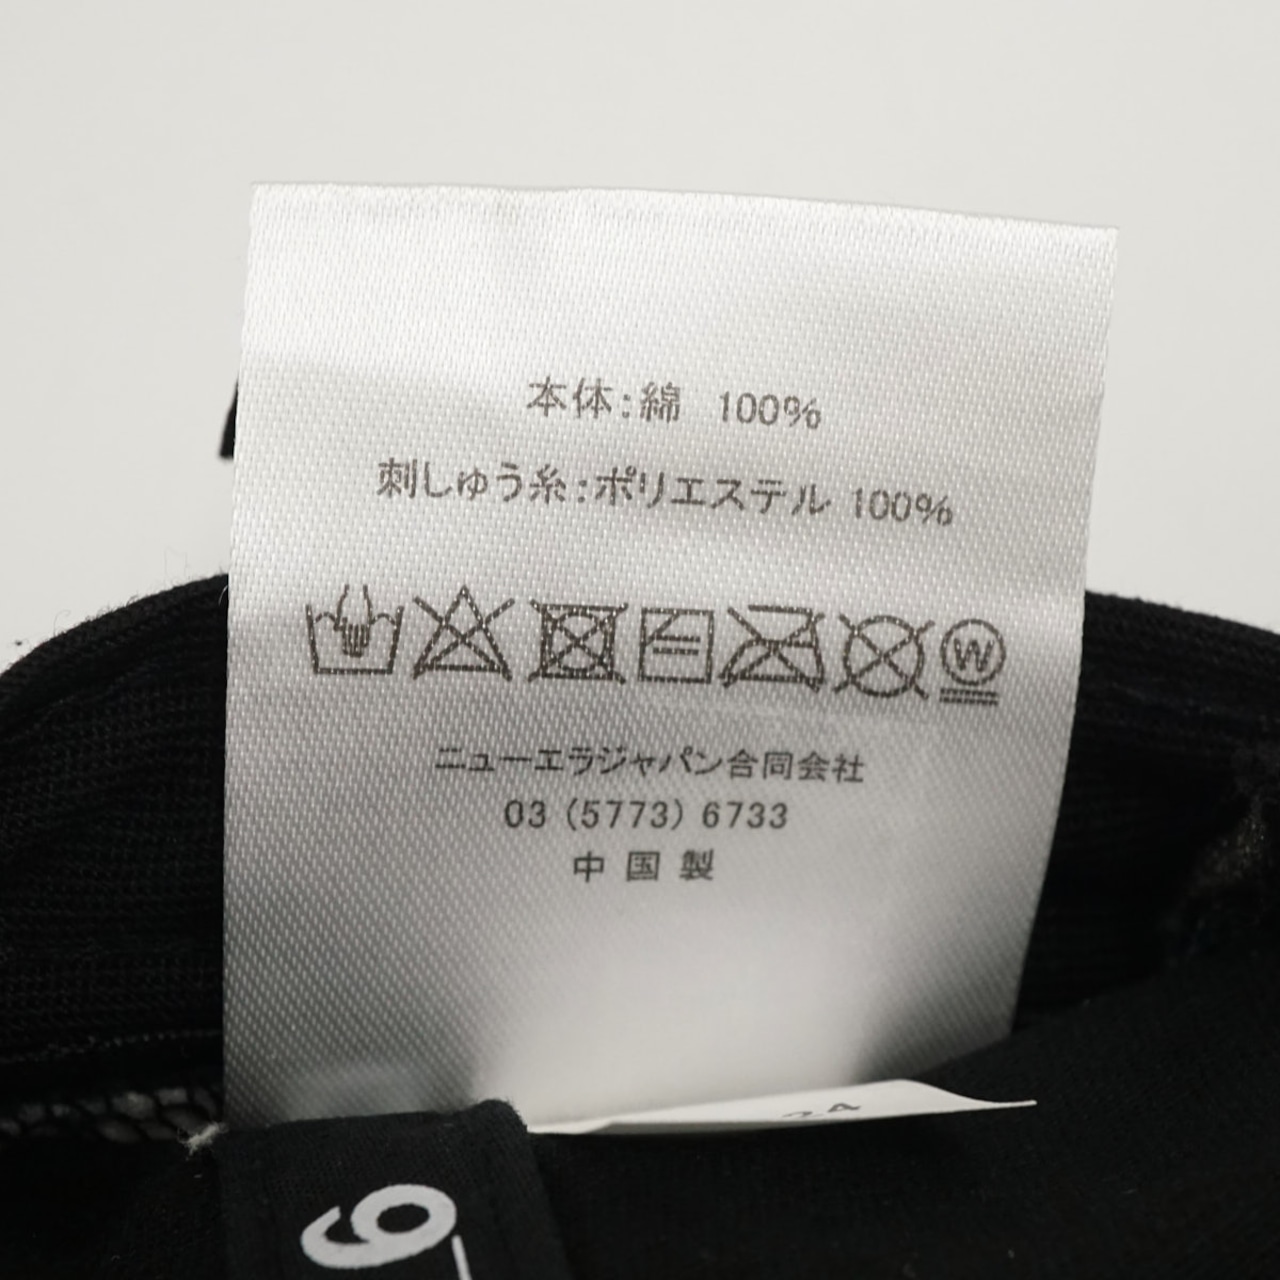 本体：綿 100%
刺しゅう糸：ポリエステル 100%
W
ニューエラジャパン合同会社
03 (5773) 6733
中国製
9